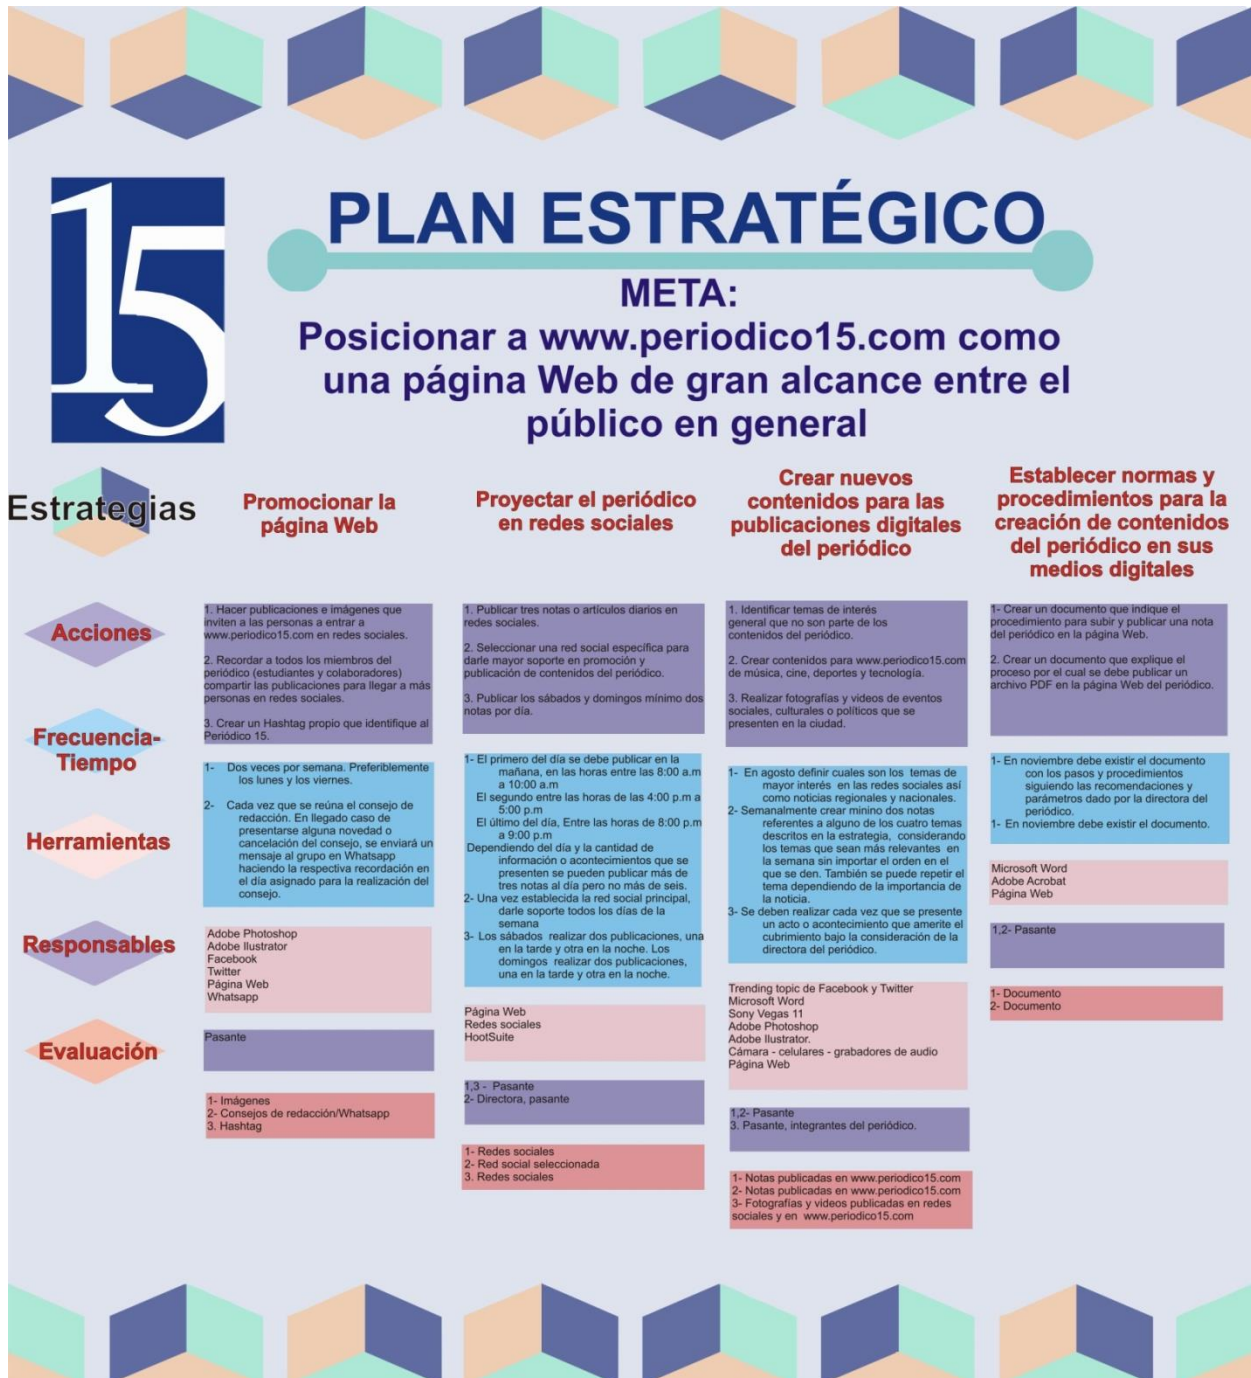 15
PLAN ESTRATÉGICO
META:
Posicionar a www.periodico15.com como
una página Web de gran alcance entre el
público en general
Estrategias
Promocionar la
página Web
Proyectar el periódico
en redes sociales
Crear nuevos
contenidos para las
publicaciones digitales
del periódico
Establecer normas y
procedimientos para la
creación de contenidos
del periódico en sus
medios digitales
Acciones
Frecuencia-
Tiempo
Herramientas
Responsables
Evaluación
1. Hacer publicaciones e imágenes que
inviten a las personas a entrar a
www.periodico15.com en redes sociales.
2. Recordar a todos los miembros del
periódico (estudiantes y colaboradores)
compartir las publicaciones para llegar a más
personas en redes sociales.
3. Crear un Hashtag propio que identifique al
Periódico 15.
1- Dos veces por semana. Preferiblemente
los lunes y los viernes.
2- Cada vez que se reúna el consejo de
redacción. En llegado caso de
presentarse alguna novedad o
cancelación del consejo, se enviará un
mensaje al grupo en Whatsapp
haciendo la respectiva recordación en
el día asignado para la realización del
consejo.
Adobe Photoshop
Adobe Ilustrator
Facebook
Twitter
Página Web
Whatsapp
Pasante
1- Imágenes
2- Consejos de redacción/Whatsapp
3. Hashtag
1. Publicar tres notas o artículos diarios en
redes sociales.
2. Seleccionar una red social específica para
darle mayor soporte en promoción y
publicación de contenidos del periódico.
3. Publicar los sábados y domingos mínimo dos
notas por día.
1- El primero del día se debe publicar en la
mañana, en las horas entre las 8:00 a.m
a 10:00 a.m
El segundo entre las horas de las 4:00 p.m a
5:00 p.m
El último del día, Entre las horas de 8:00 p.m
a 9:00 p.m
Dependiendo del día y la cantidad de
información o acontecimientos que se
presenten se pueden publicar más de
tres notas al día pero no más de seis.
2- Una vez establecida la red social principal,
darle soporte todos los días de la
semana
3- Los sábados realizar dos publicaciones, una
en la tarde y otra en la noche. Los
domingos realizar dos publicaciones,
una en la tarde y otra en la noche.
Página Web
Redes sociales
HootSuite
1,3 - Pasante
2- Directora, pasante
1- Redes sociales
2- Red social seleccionada
3. Redes sociales
1. Identificar temas de interés
general que no son parte de los
contenidos del periódico.
2. Crear contenidos para www.periodico15.com
de música, cine, deportes y tecnología.
3. Realizar fotografías y videos de eventos
sociales, culturales o políticos que se
presenten en la ciudad.
1- En agosto definir cuales son los temas de
mayor interés en las redes sociales así
como noticias regionales y nacionales.
2- Semanalmente crear minino dos notas
referentes a alguno de los cuatro temas
descritos en la estrategia, considerando
los temas que sean más relevantes en
la semana sin importar el orden en el
que se den. También se puede repetir el
tema dependiendo de la importancia de
la noticia.
3- Se deben realizar cada vez que se presente
un acto o acontecimiento que amerite el
cubrimiento bajo la consideración de la
directora del periódico.
Trending topic de Facebook y Twitter
Microsoft Word
Sony Vegas 11
Adobe Photoshop
Adobe Ilustrator.
Cámara - celulares - grabadores de audio
Página Web
1,2- Pasante
3. Pasante, integrantes del periódico.
1- Notas publicadas en www.periodico15.com
2- Notas publicadas en www.periodico15.com
3- Fotografías y videos publicadas en redes
sociales y en www.periodico15.com
1- Crear un documento que indique el
procedimiento para subir y publicar una nota
del periódico en la página Web.
2. Crear un documento que explique el
proceso por el cual se debe publicar un
archivo PDF en la página Web del periódico.
1- En noviembre debe existir el documento
con los pasos y procedimientos
siguiendo las recomendaciones y
parámetros dado por la directora del
periódico.
1- En noviembre debe existir el documento.
Microsoft Word
Adobe Acrobat
Página Web
1,2- Pasante
1- Documento
2- Documento